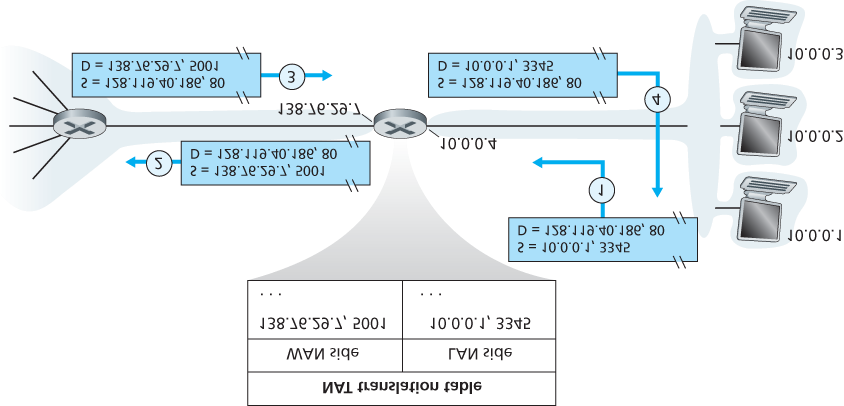 NAT translation table
WAN side
LAN side
138.76.29.7, 5001
10.0.0.1, 3345
. . .
. . .
S = 10.0.0.1, 3345
D = 128.119.40.186, 80
1
10.0.0.1
2
S = 138.76.29.7, 5001
D = 128.119.40.186, 80
10.0.0.4
10.0.0.2
138.76.29.7
4
S = 128.119.40.186, 80
D = 138.76.29.7, 5001
3
S = 128.119.40.186, 80
D = 10.0.0.1, 3345
10.0.0.3